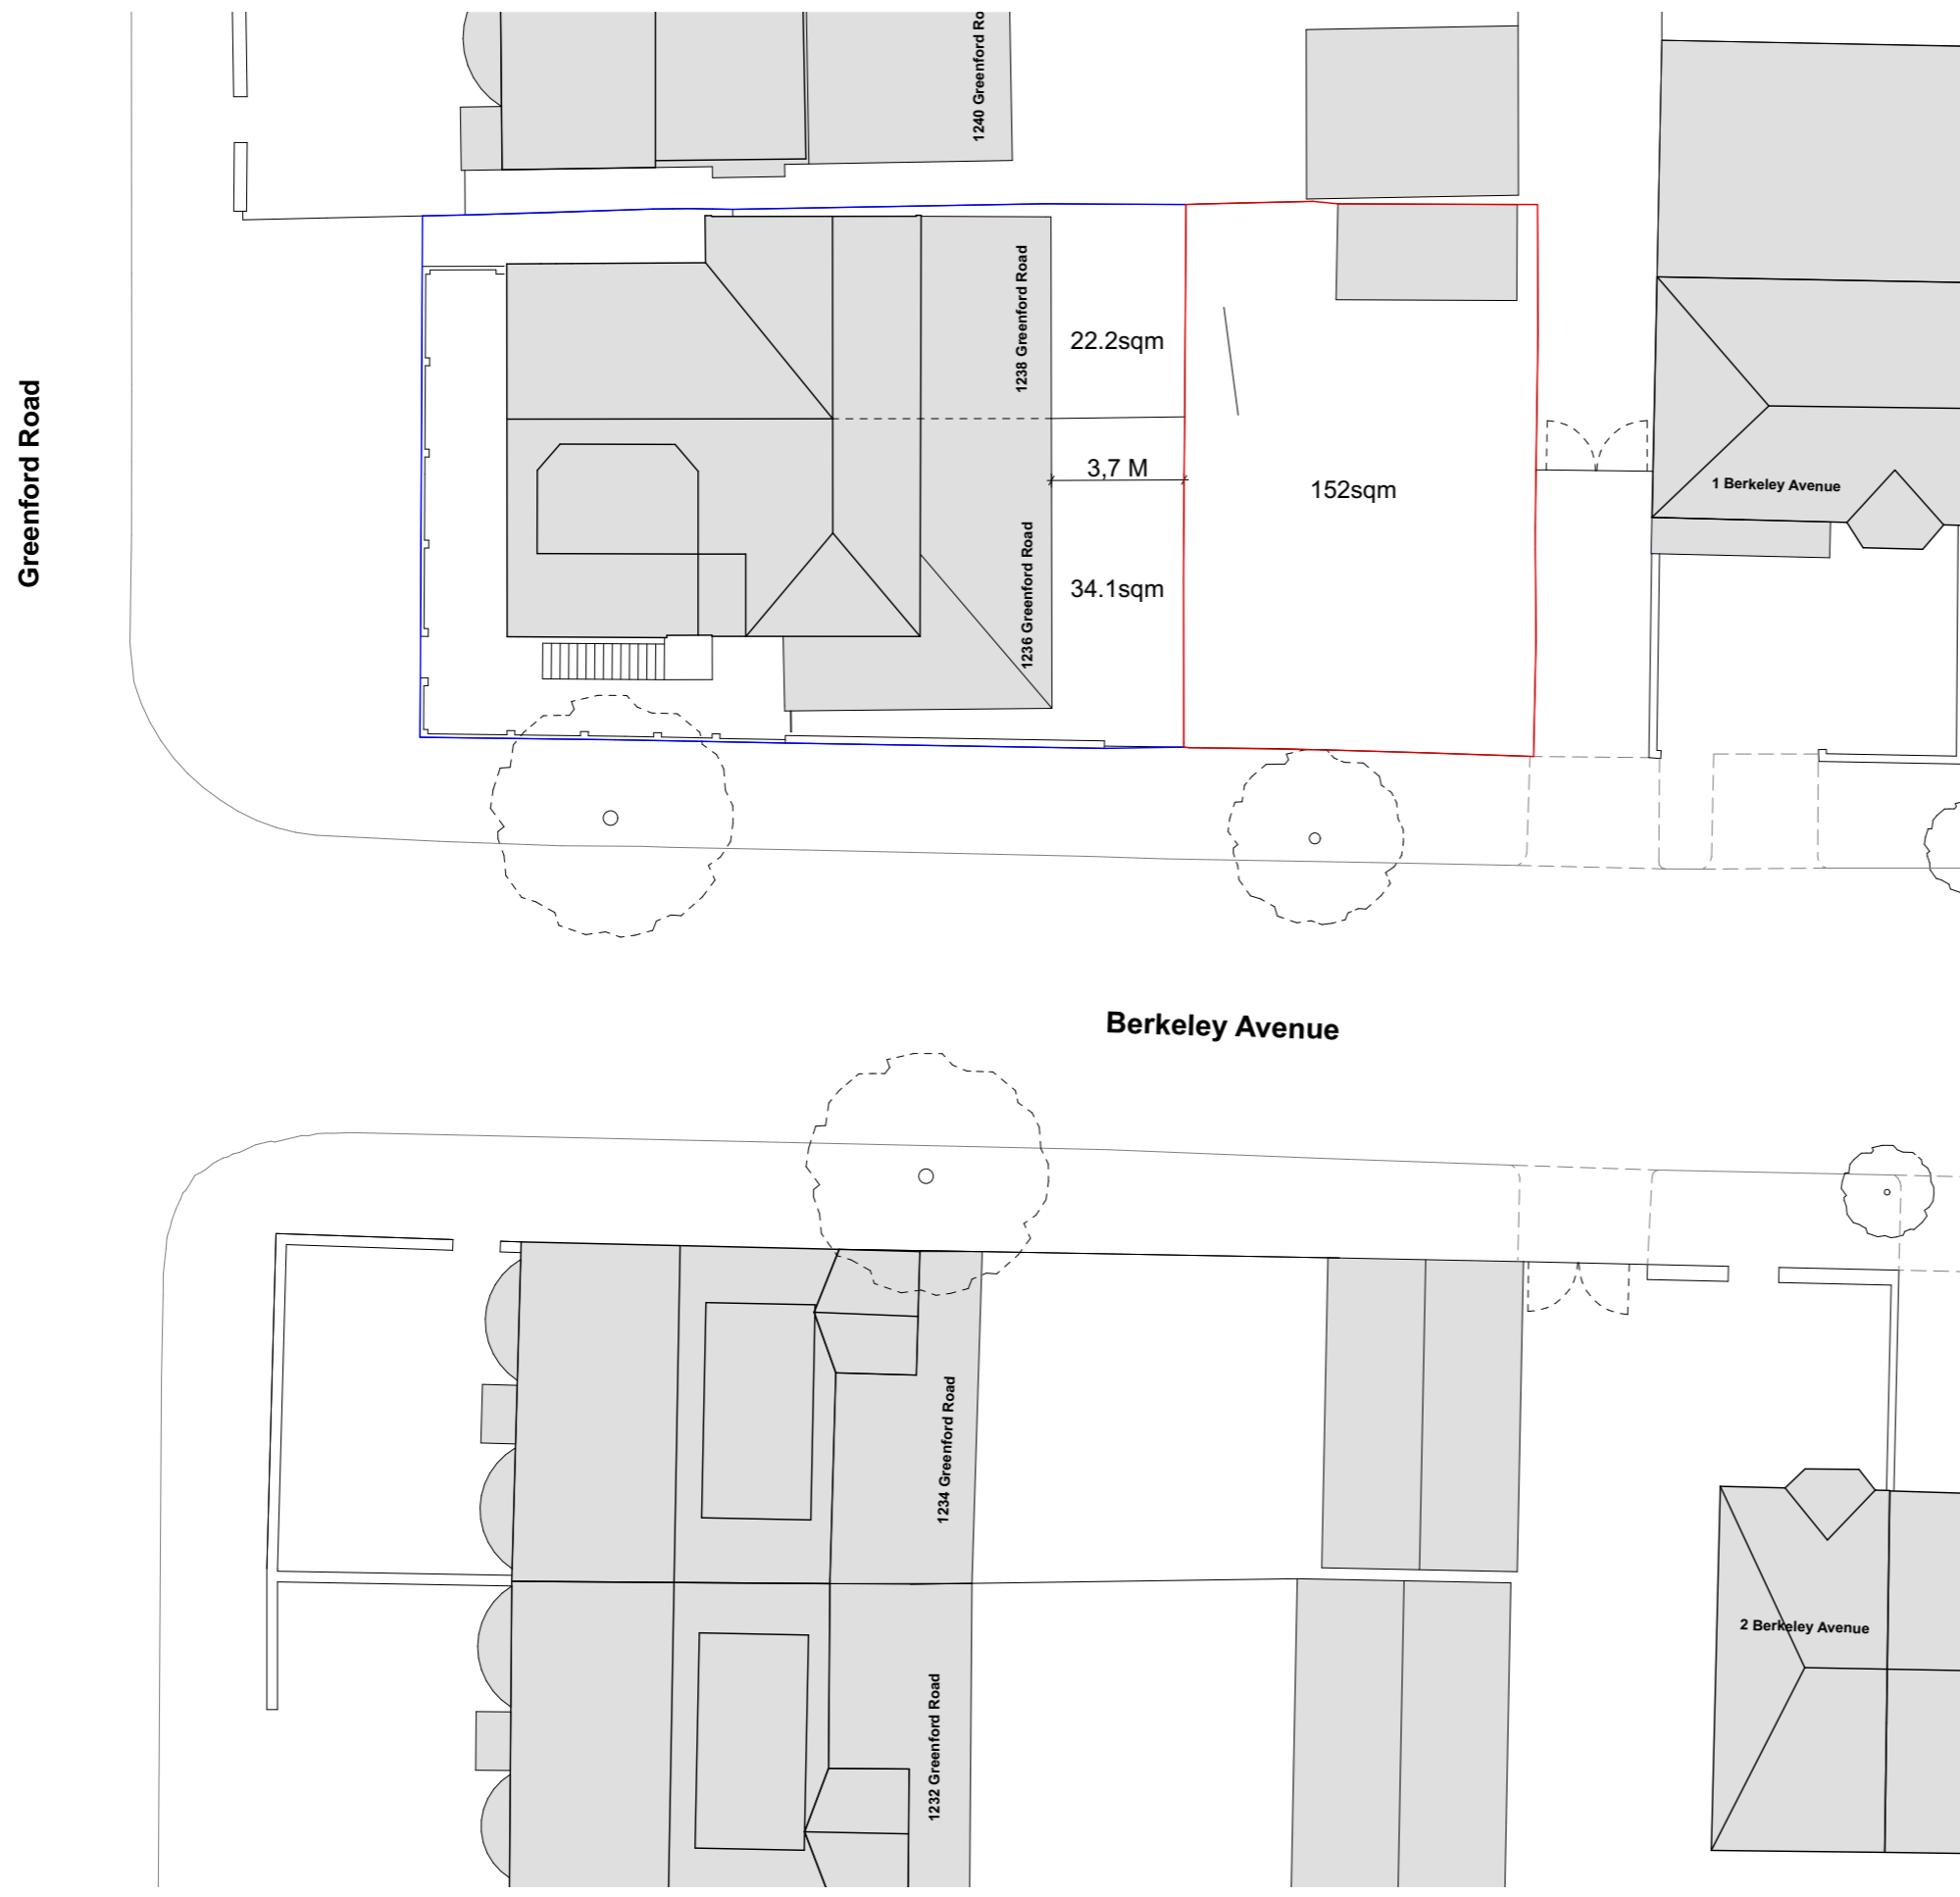 1240 Greenford Ro
Greenford Road
1238 Greenford Road
22.2sqm
3,7 M
152sqm
1 Berkeley Avenue
1236 Greenford Road
34.1sqm
Berkeley Avenue
1234 Greenford Road
2 Berkeley Avenue
1232 Greenford Road